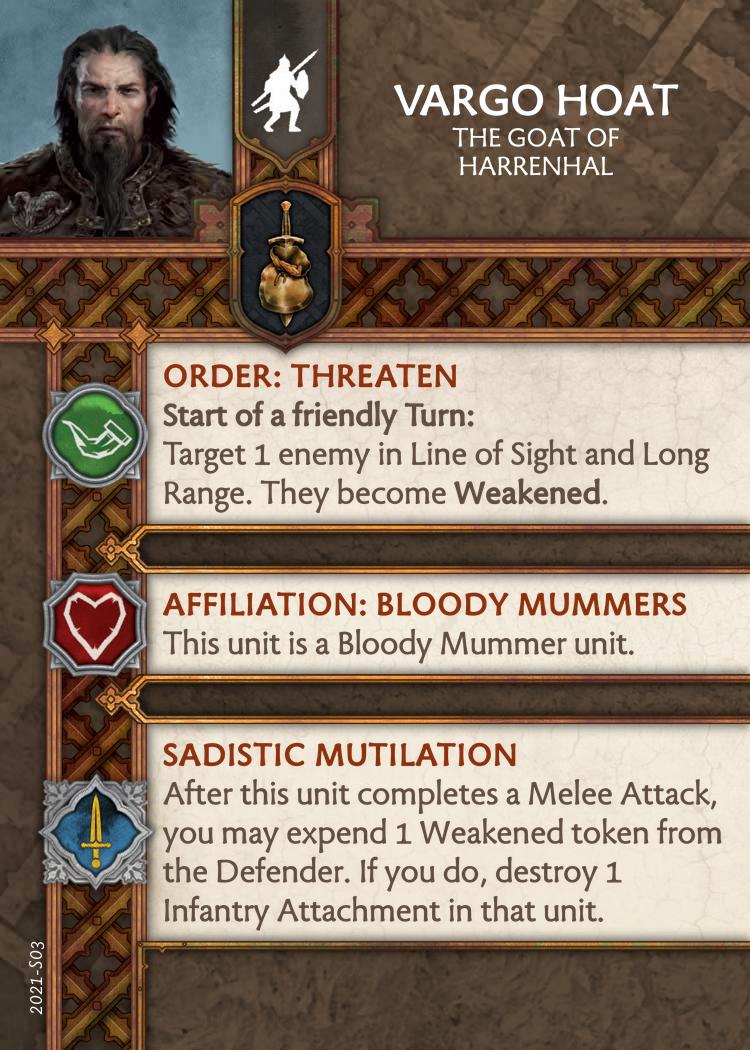 VARGO HOAT
THE GOAT OF
HARRENHAL
ORDER: THREATEN
Start of a friendly Turn:
Target 1 enemy in Line of Sight and Long
Range. They become Weakened.
AFFILIATION: BLOODY MUMMERS
This unit is a Bloody Mummer unit.
SADISTIC MUTILATION
After this unit completes a Melee Attack,
you may expend 1 Weakened token from
the Defender. If you do, destroy 1
Infantry Attachment in that unit.
2021-S03